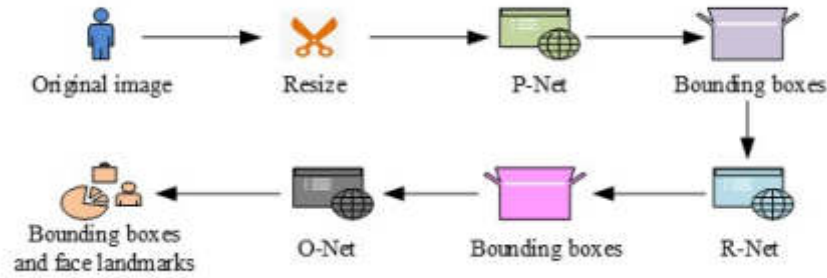 Original image
Resize
P-Net
Bounding boxes
R-Net
Bounding boxes
O-Net
Bounding boxes
and face landmarks